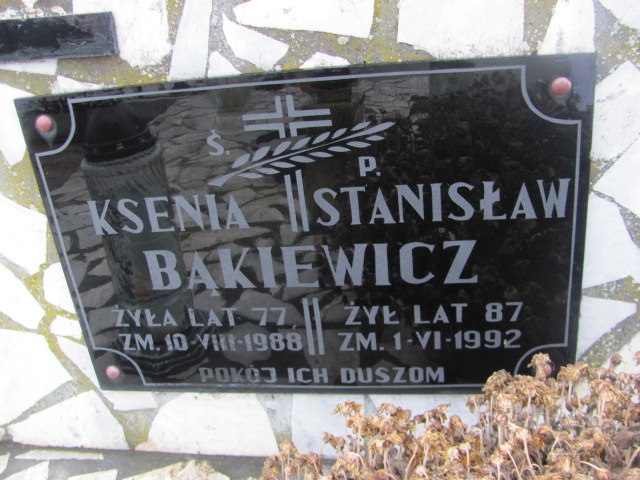 Ś. P.
KSENIA STANISŁAW
BĄKIEWICZ
ŻYŁA LAT 77 ŻYŁ LAT 87
ZM. 10-VIII-1988 ZM. 1-VI-1992
POKÓJ ICH DUSZOM